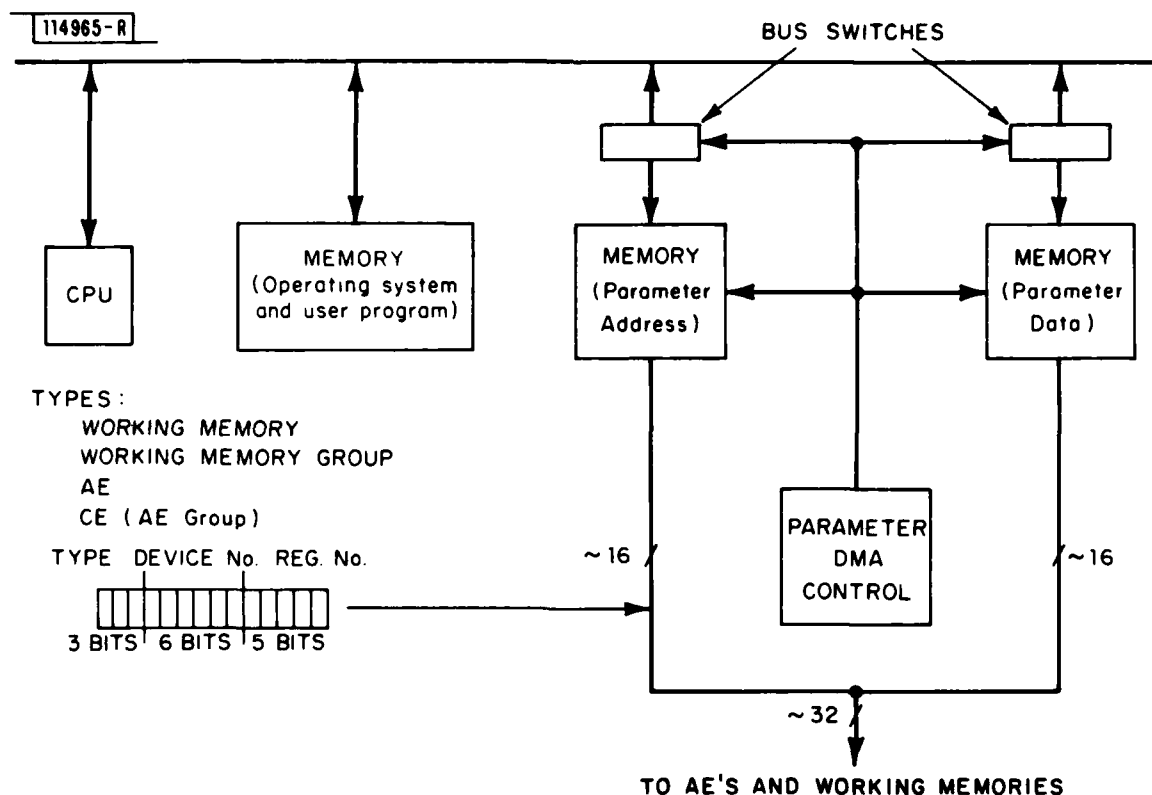 114965-R
BUS SWITCHES
CPU
MEMORY
(Operating system
and user program)
MEMORY
(Parameter
Address)
MEMORY
(Parameter
Data)
TYPES:
WORKING MEMORY
WORKING MEMORY GROUP
AE
CE (AE Group)
TYPE DEVICE No. REG. No.
3 BITS 6 BITS 5 BITS
~16
PARAMETER
DMA
CONTROL
~16
~32
TO AE'S AND WORKING MEMORIES